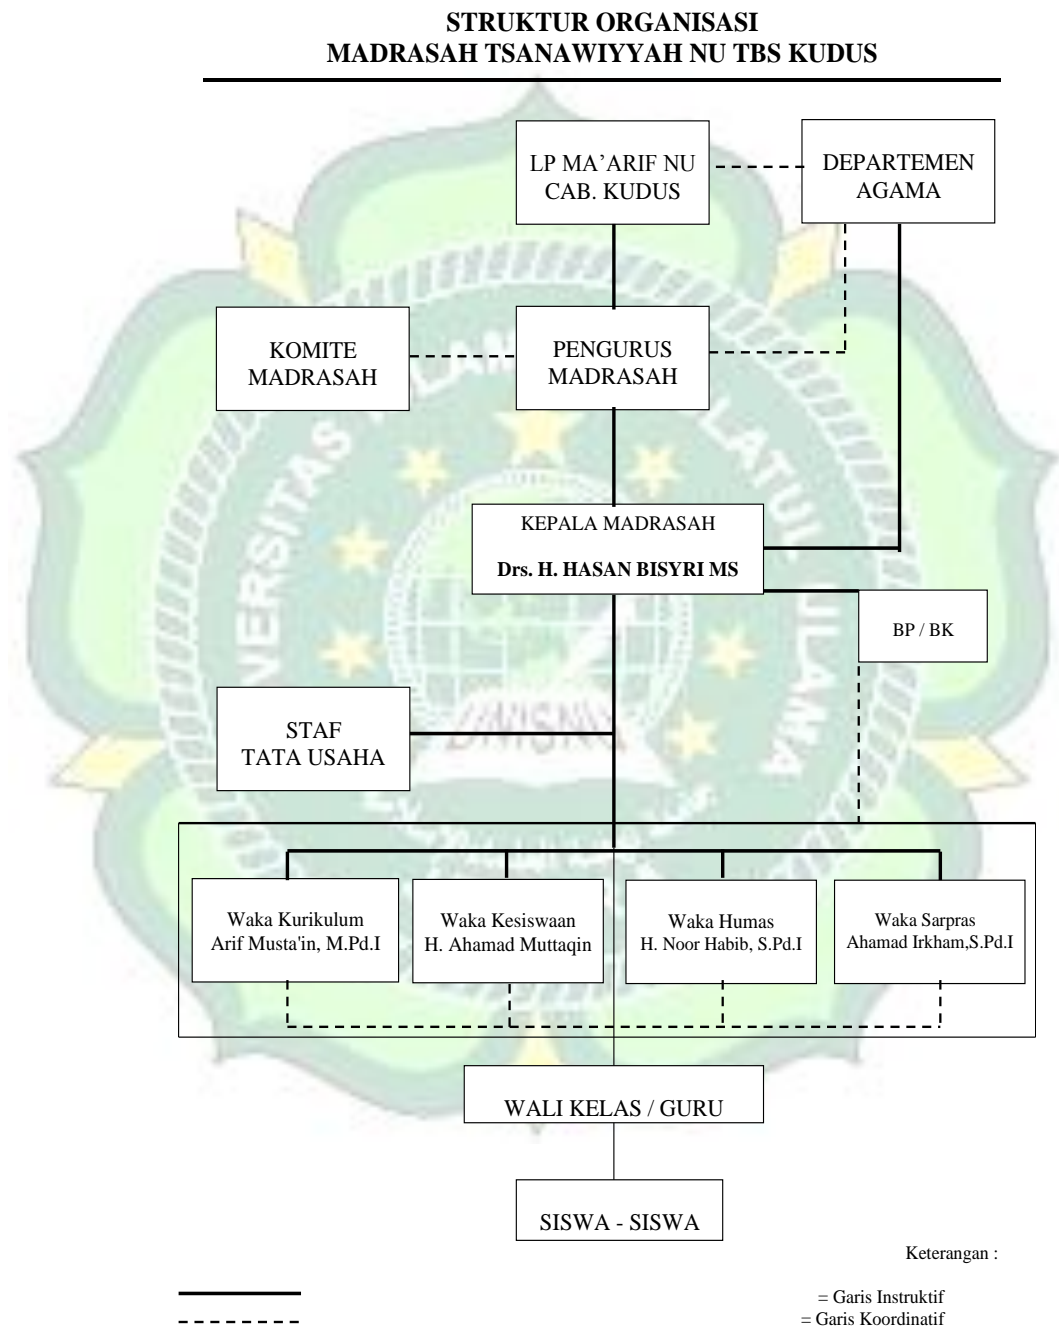 STRUKTUR ORGANISASI
MADRASAH TSANAWIYYAH NU TBS KUDUS
LP MA'ARIF NU
CAB. KUDUS
DEPARTEMEN
AGAMA
KOMITE
MADRASAH
PENGURUS
MADRASAH
KEPALA MADRASAH
Drs. H. HASAN BISYRI MS
BP / BK
STAF
TATA USAHA
Waka Kurikulum
Arif Musta'in, M.Pd.I
Waka Kesiswaan
H. Ahamad Muttaqin
Waka Humas
H. Noor Habib, S.Pd.I
Waka Sarpras
Ahamad Irkham,S.Pd.I
WALI KELAS / GURU
SISWA - SISWA
Keterangan :
= Garis Instruktif
= Garis Koordinatif
UNISNU